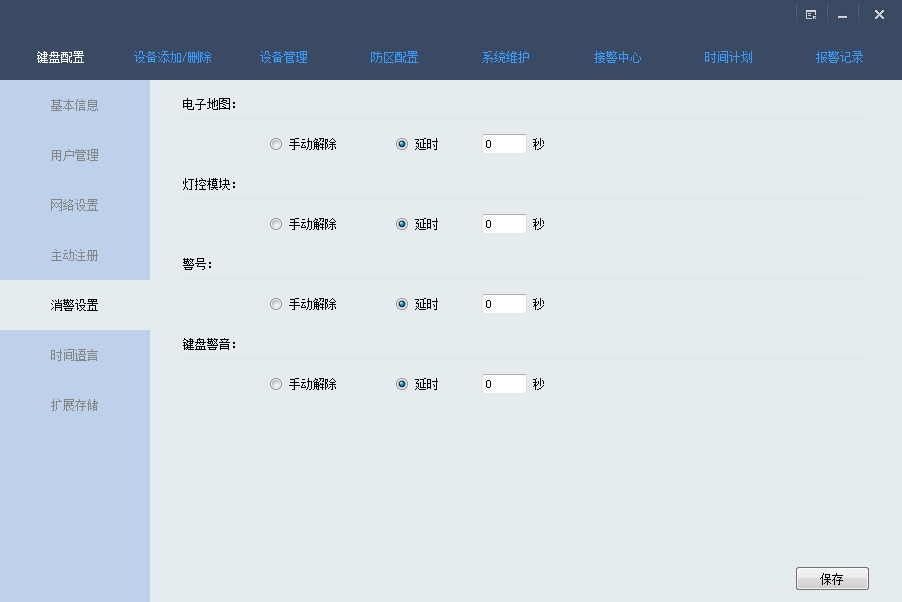 键盘配置 设备添加/删除 设备管理 防区配置 系统维护 接警中心 时间计划 报警记录
基本信息
用户管理
网络设置
主动注册
消警设置
时间语言
扩展存储
电子地图：
手动解除 延时 0 秒
灯控模块：
手动解除 延时 0 秒
警号：
手动解除 延时 0 秒
键盘警音：
手动解除 延时 0 秒
保存